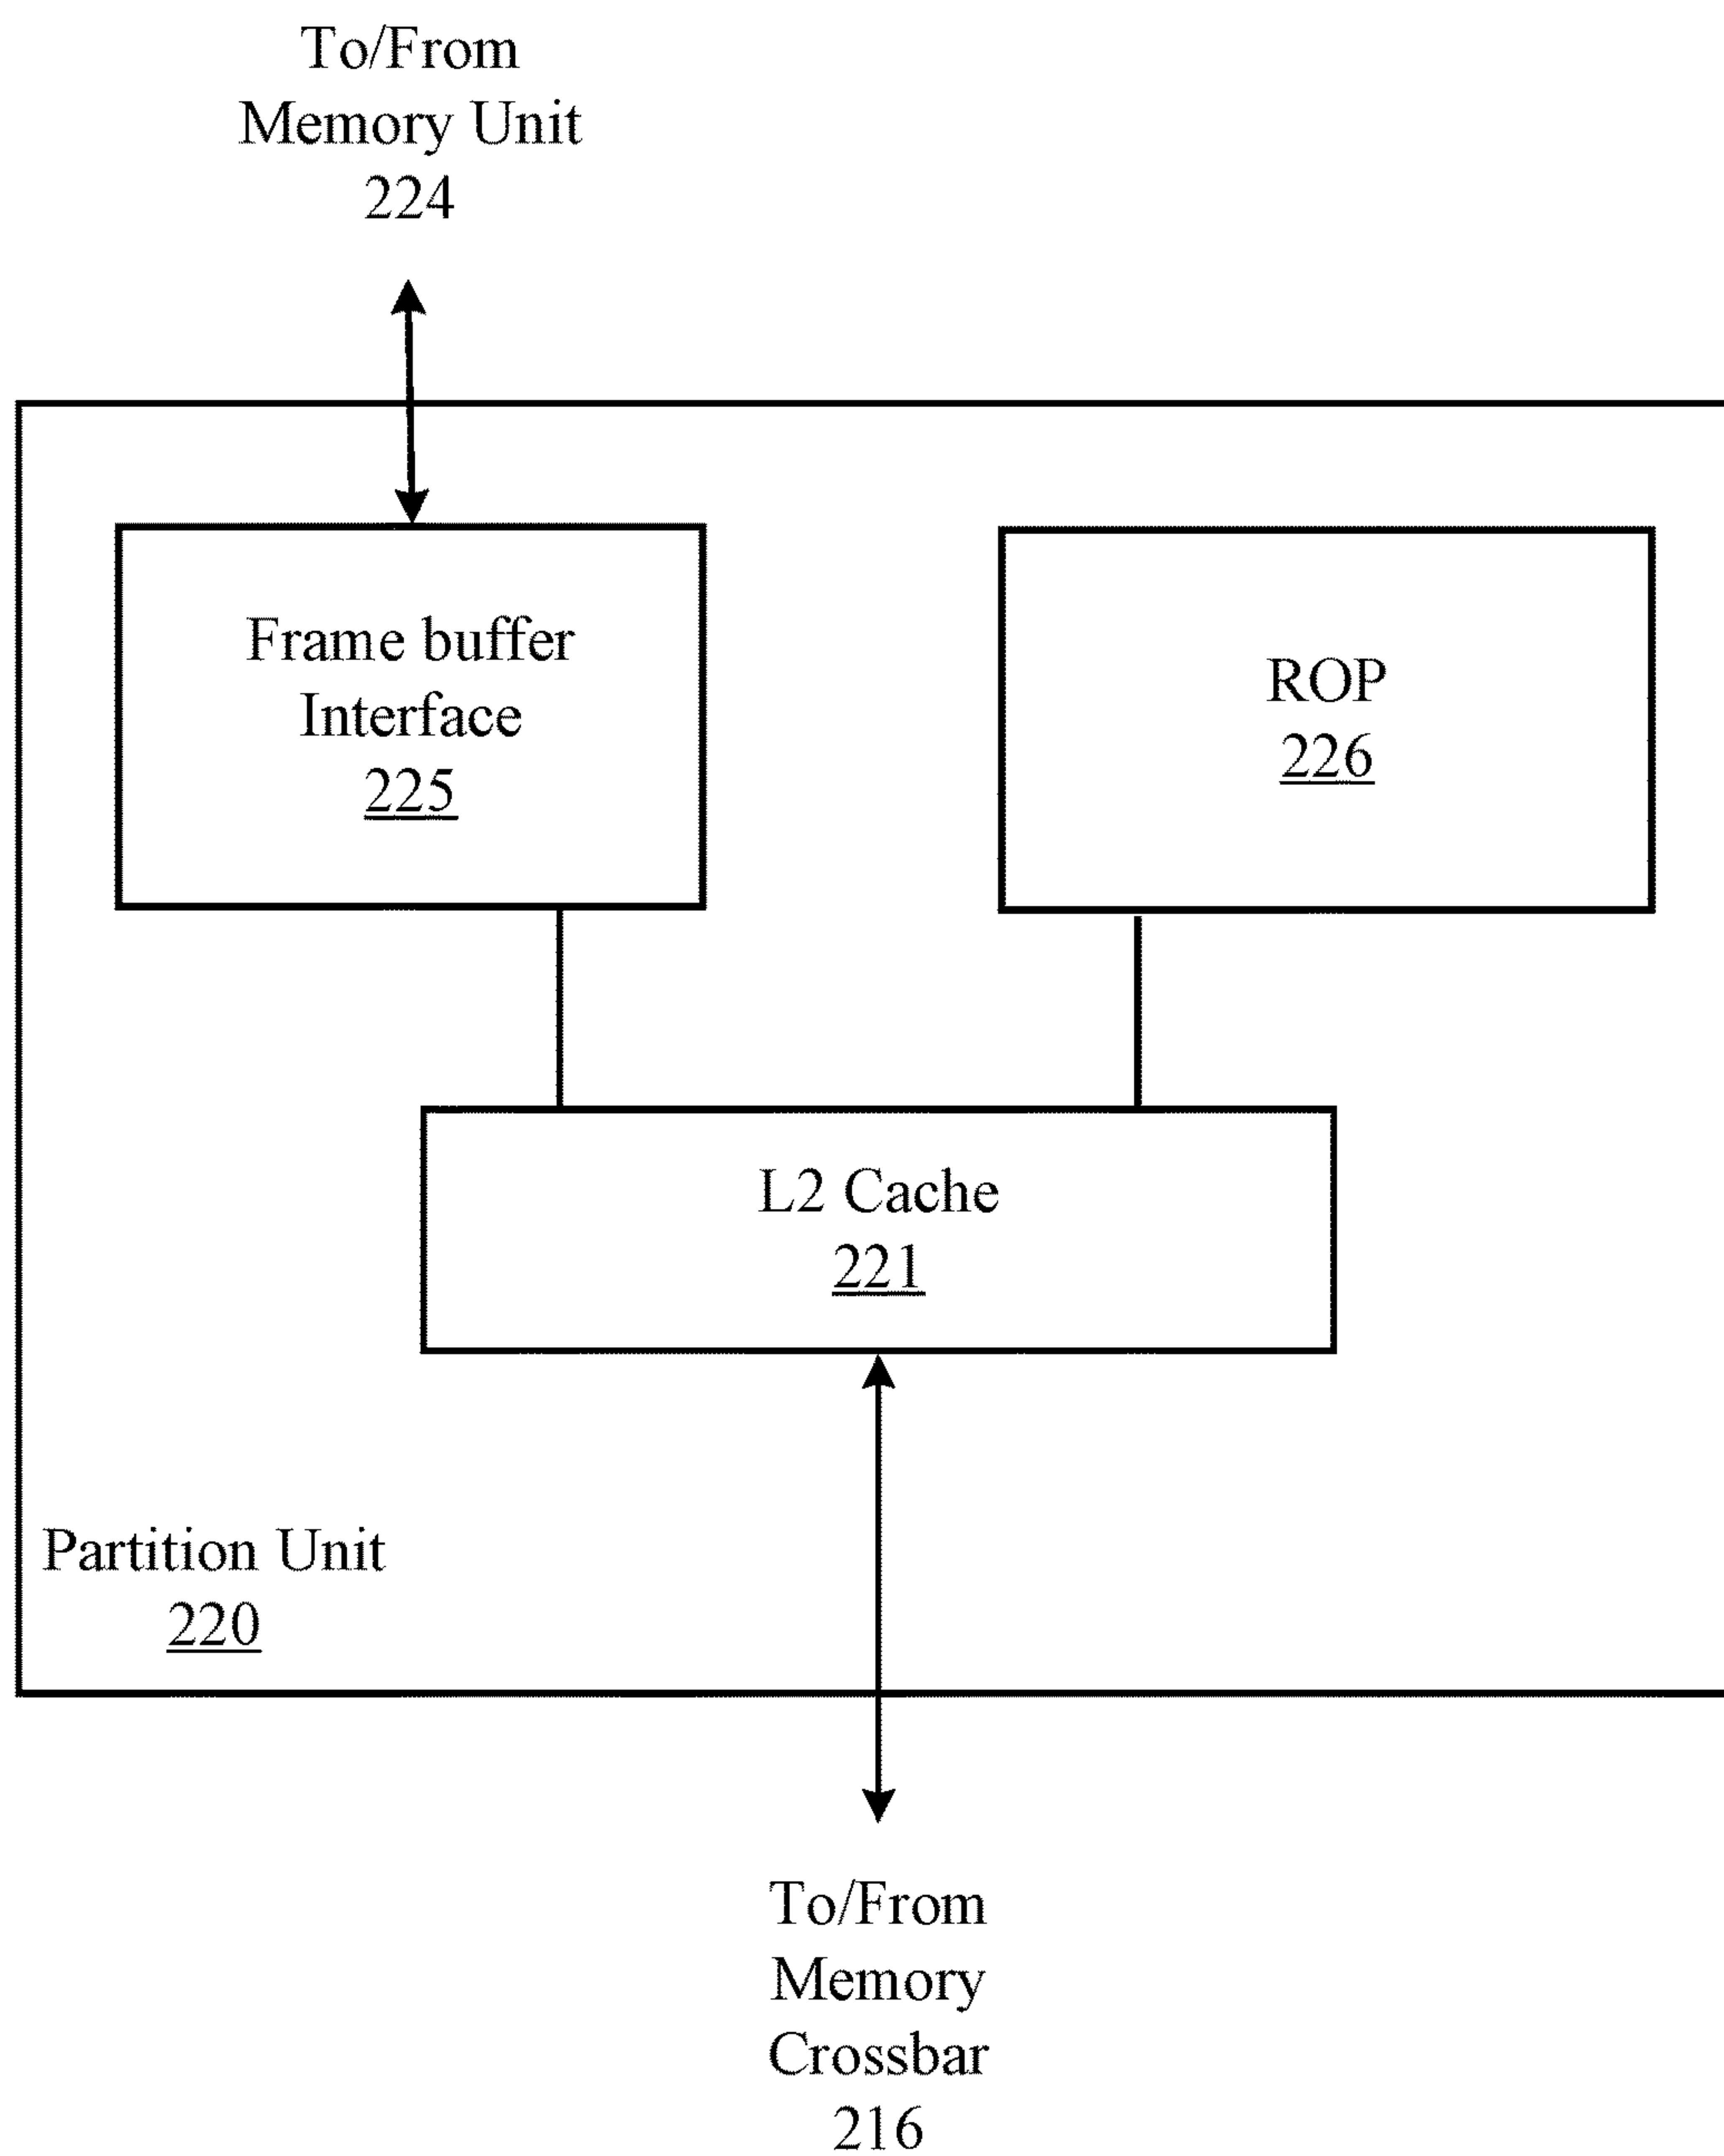 To/From
Memory Unit
224
Frame buffer
Interface
225
ROP
226
L2 Cache
221
Partition Unit
220
To/From
Memory
Crossbar
216